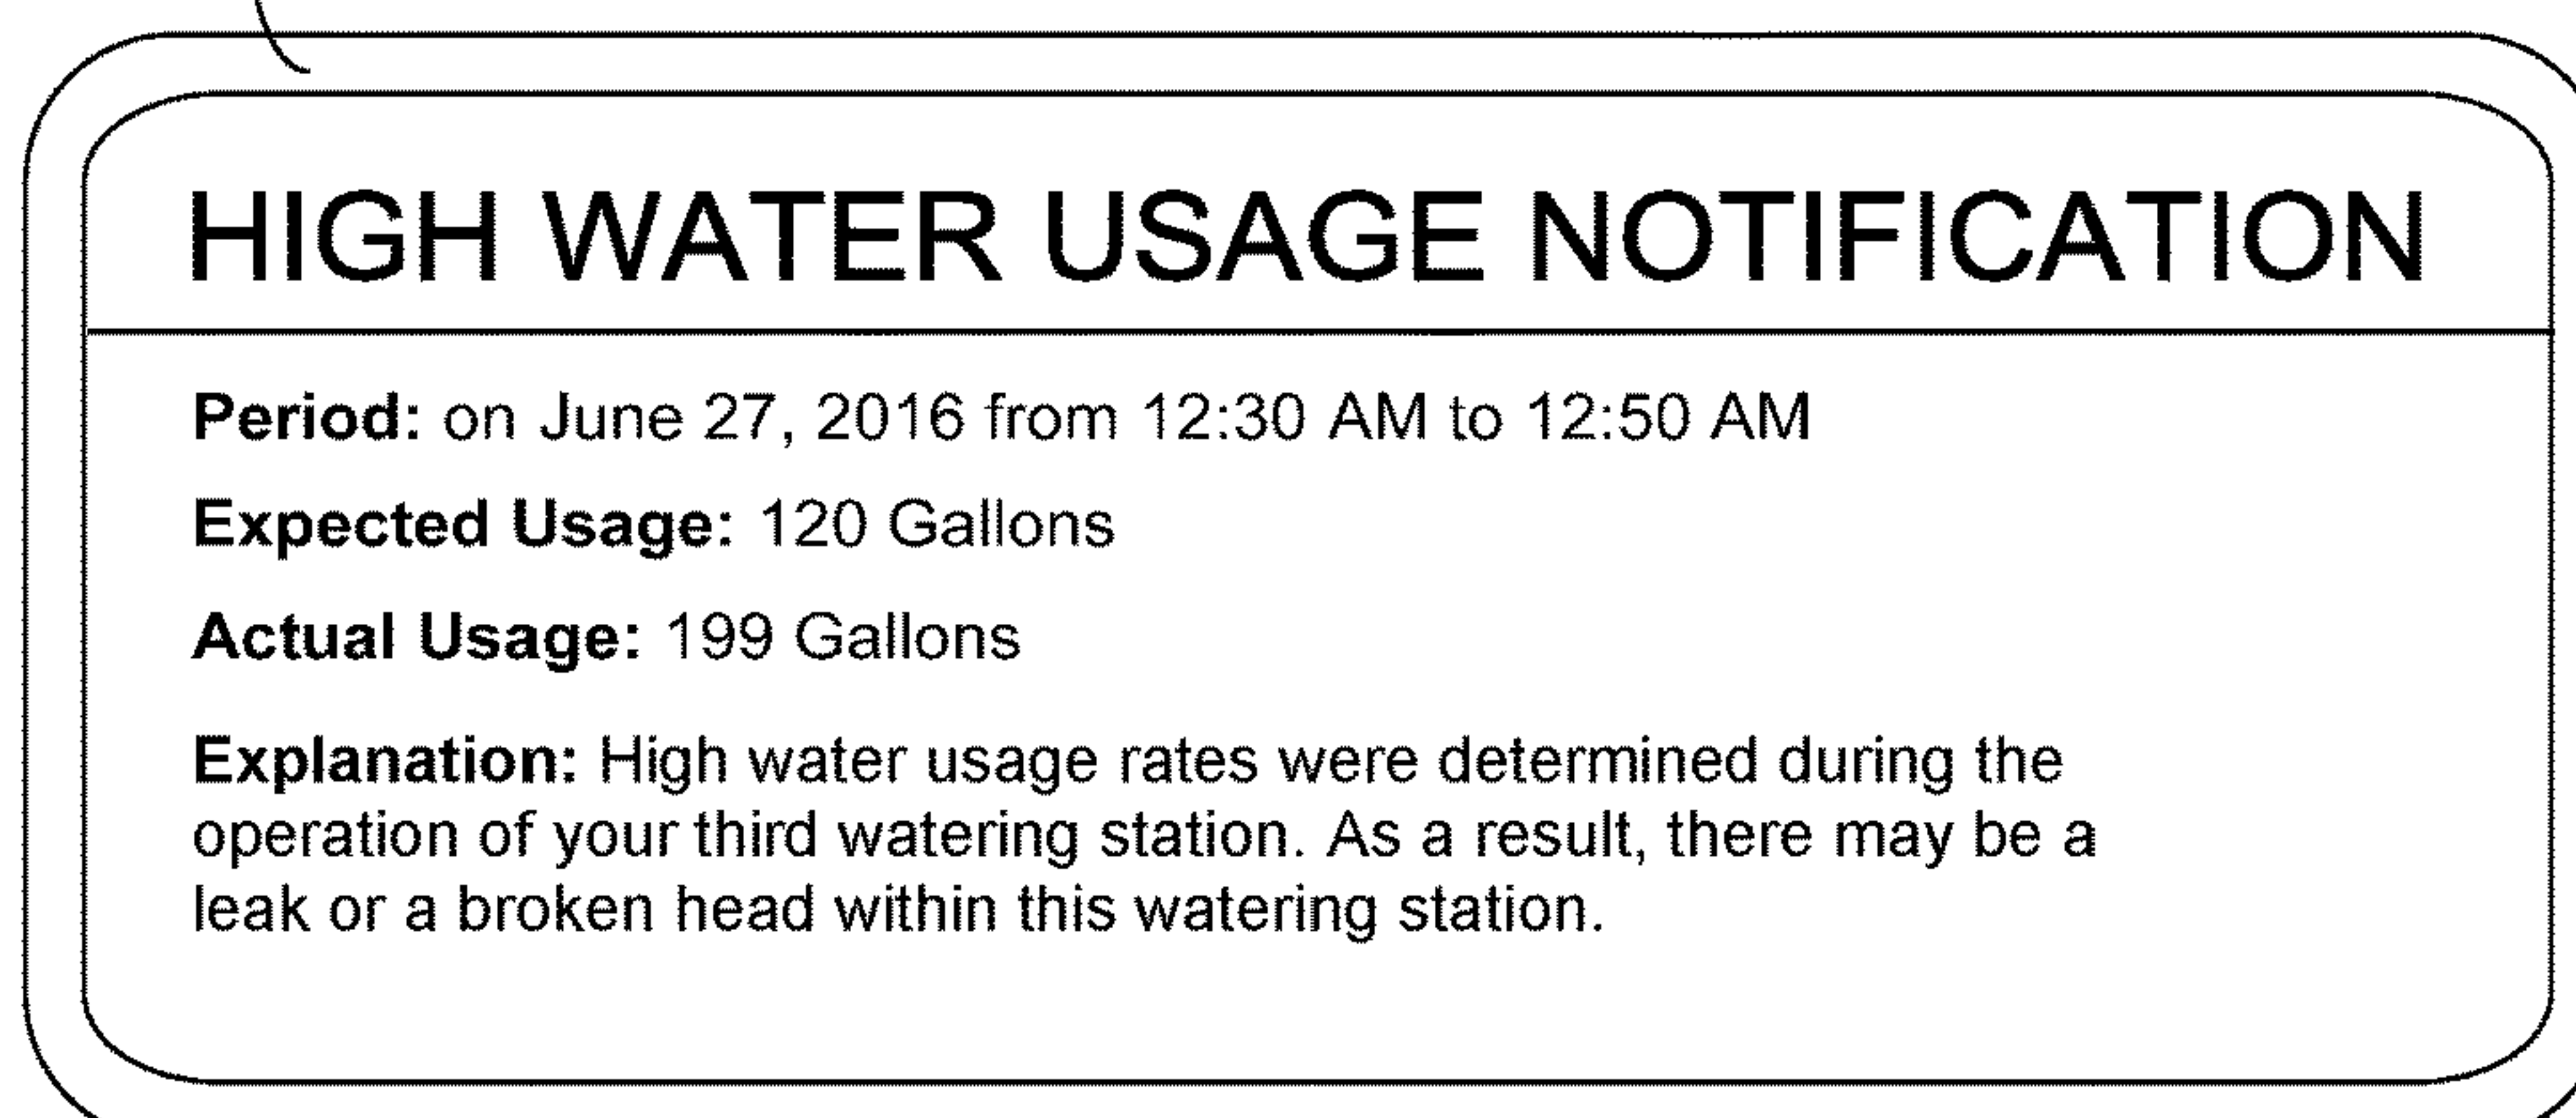 HIGH WATER USAGE NOTIFICATION
Period: on June 27, 2016 from 12:30 AM to 12:50 AM
Expected Usage: 120 Gallons
Actual Usage: 199 Gallons
Explanation: High water usage rates were determined during the
operation of your third watering station. As a result, there may be a
leak or a broken head within this watering station.